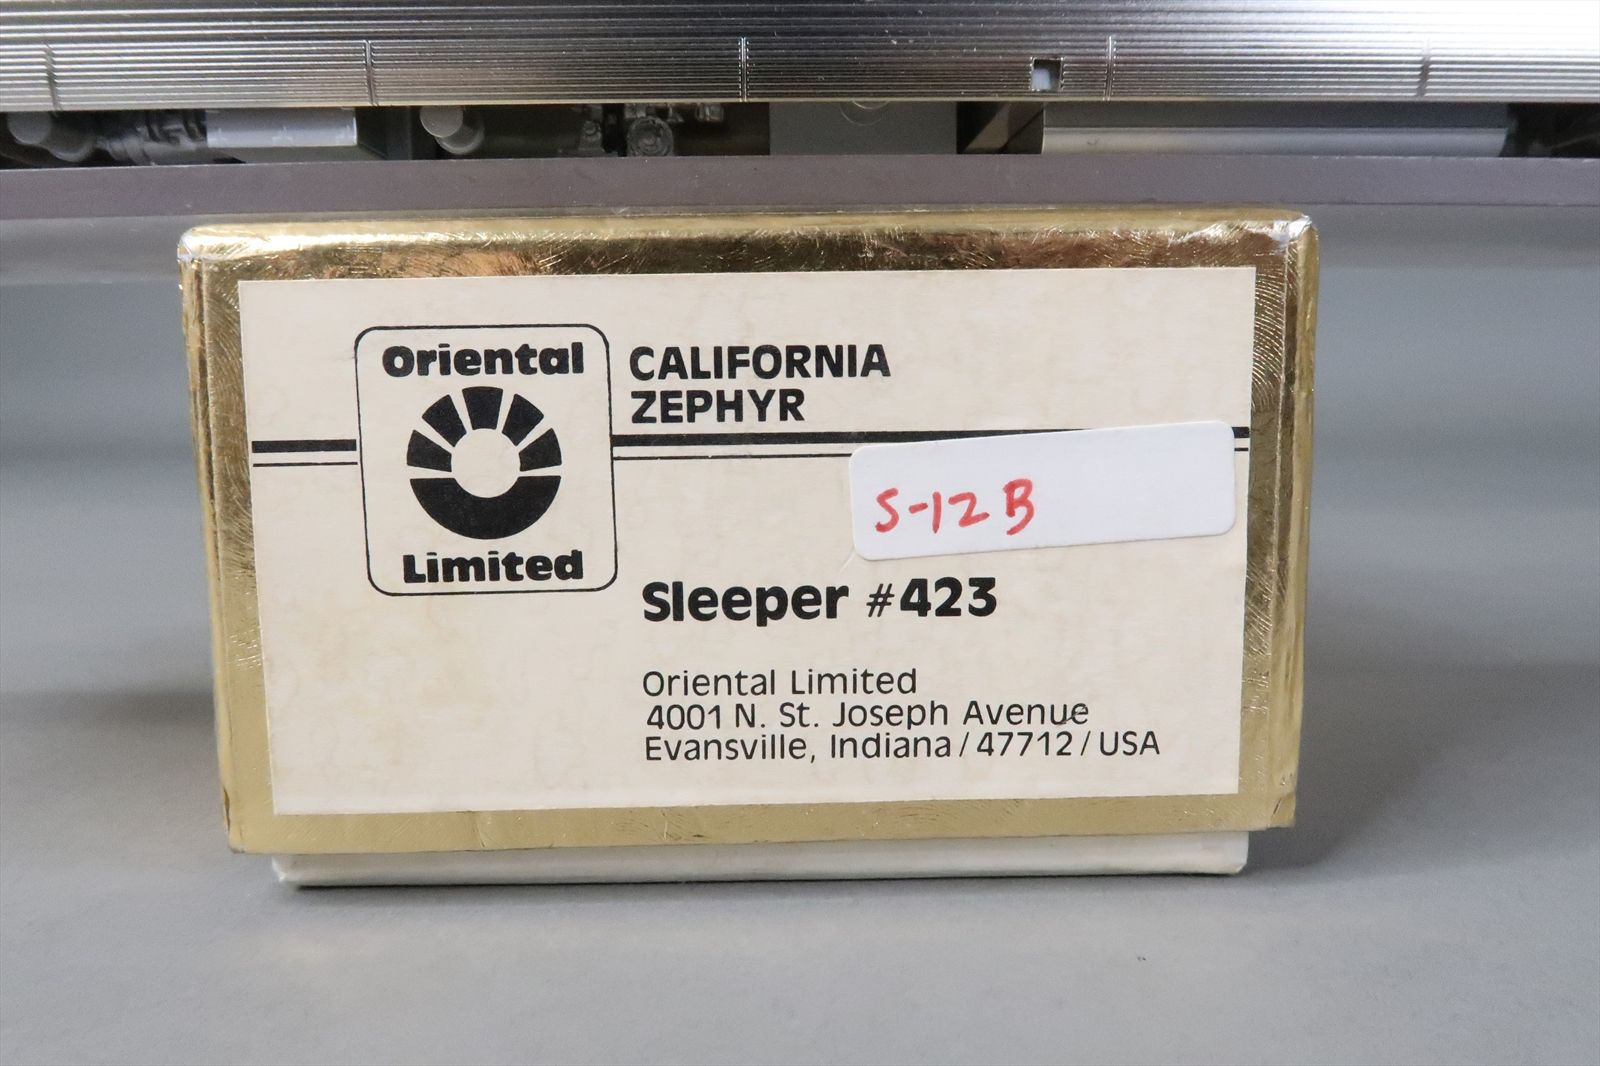 Oriental
Limited
CALIFORNIA
ZEPHYR
S-12B
Sleeper #423
Oriental Limited
4001 N. St. Joseph Avenue
Evansville, Indiana/47712/USA